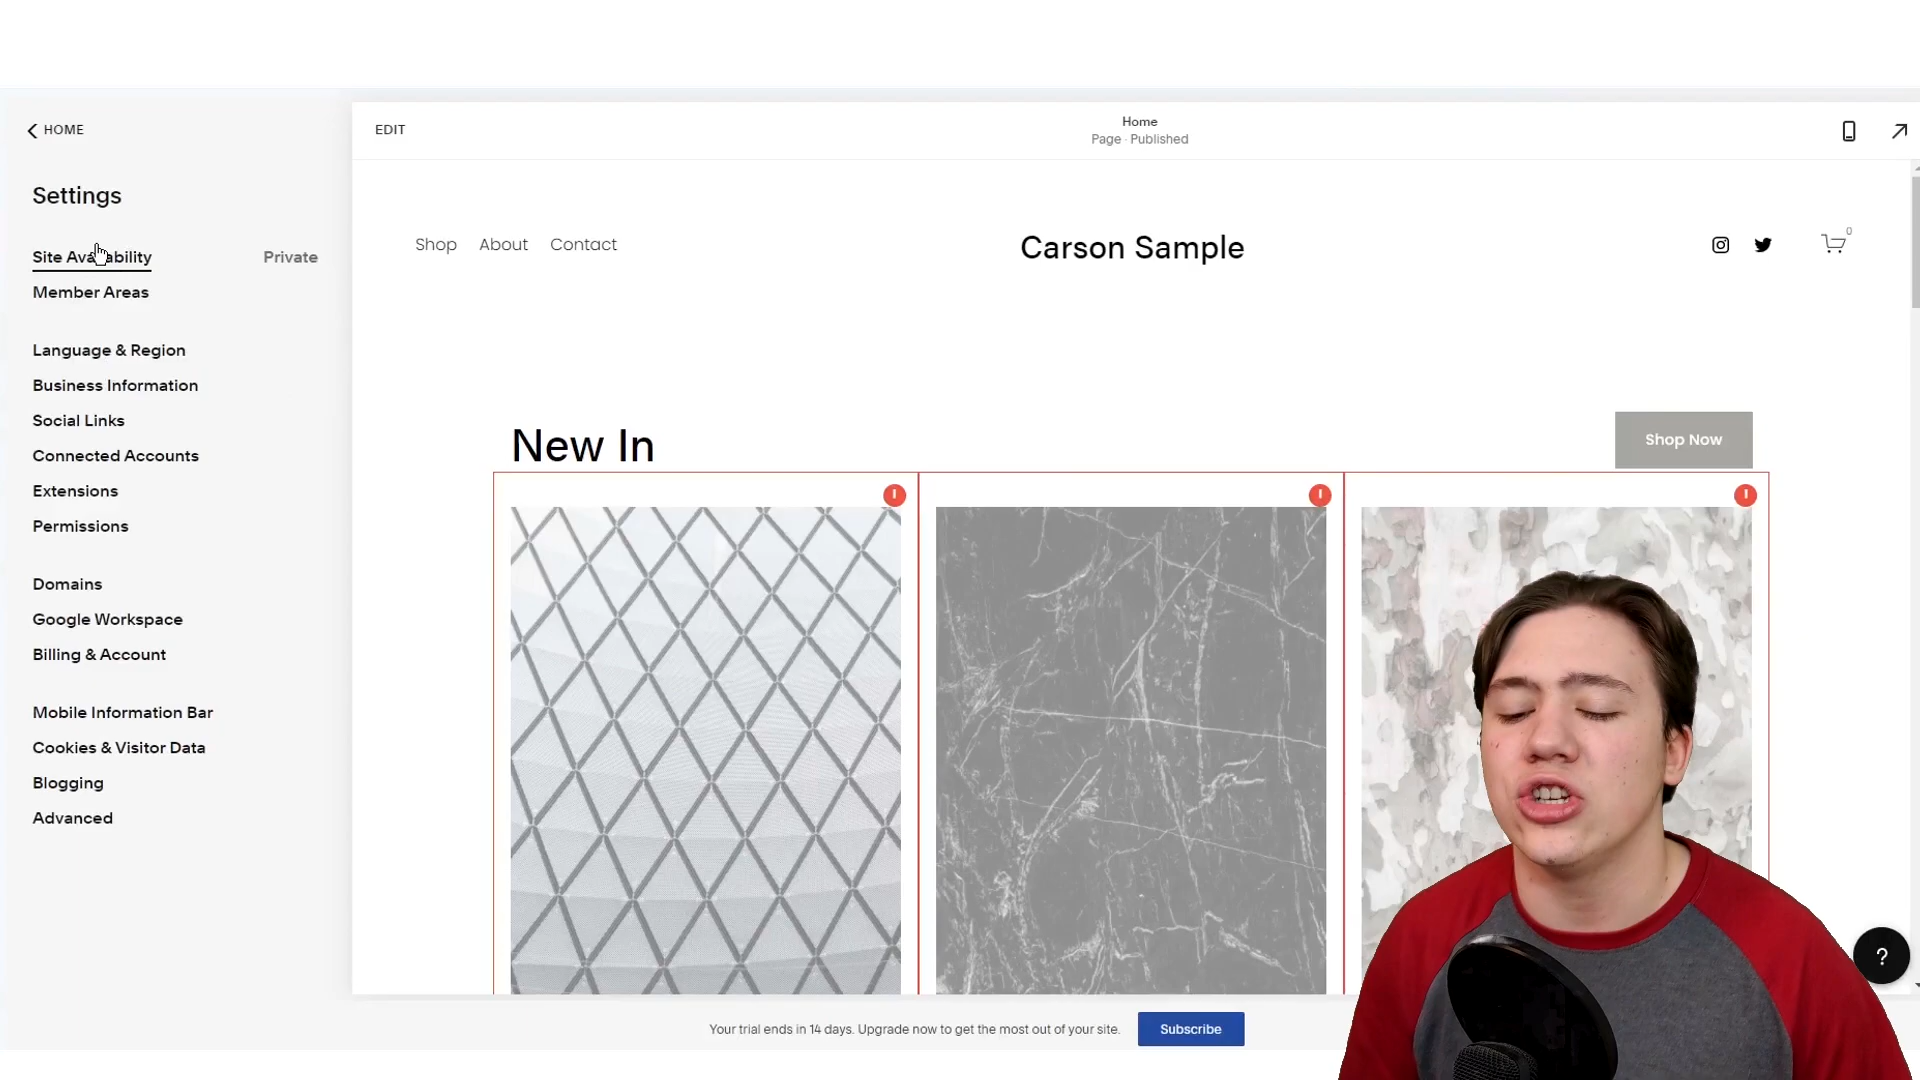 HOME
Settings
Site Availability Private
Member Areas
Language & Region
Business Information
Social Links
Connected Accounts
Extensions
Permissions
Domains
Google Workspace
Billing & Account
Mobile Information Bar
Cookies & Visitor Data
Blogging
Advanced
EDIT
Home
Page · Published
Shop About Contact
Carson Sample
0
New In
Shop Now
Your trial ends in 14 days. Upgrade now to get the most out of your site.
Subscribe
?